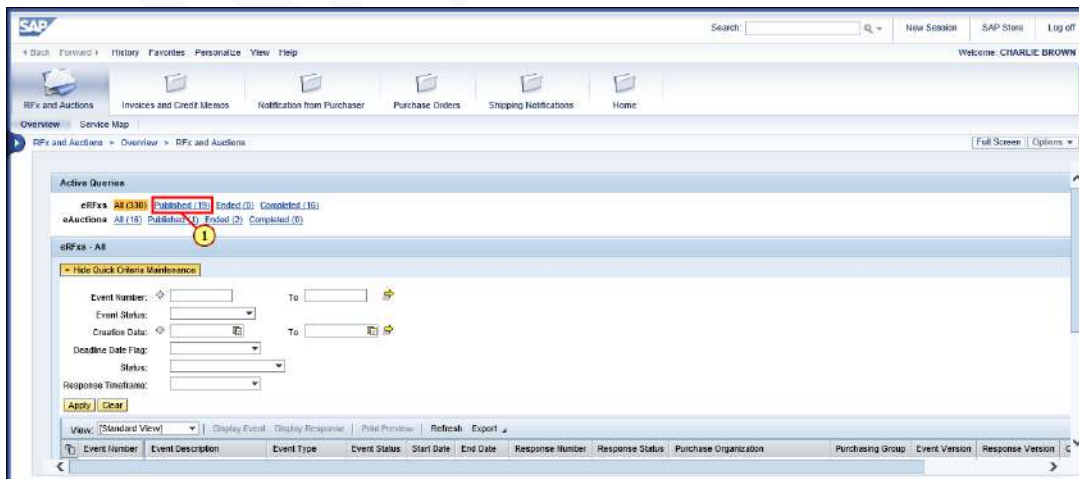 SAP
Search:
New Session
SAP Store
Log off
Back Forward History Favorites Personalize View Help
Welcome: CHARLIE BROWN
RFx and Auctions
Invoices and Credit Memos
Notification from Purchaser
Purchase Orders
Shipping Notifications
Home
Overview Service Map
RFx and Auctions > Overview > RFx and Auctions
Full Screen Options
Active Queries
eRFxs All (330) Published (19) Ended (0) Completed (16)
eAuctions All (16) Published (1) Ended (2) Completed (0)
1
eRFxs - All
Hide Quick Criteria Maintenance
Event Number: To
Event Status:
Creation Date: To
Deadline Date Flag:
Status:
Response Timeframe:
Apply Clear
View: [Standard View] Display Event Display Response Print Preview Refresh Export
Event Number Event Description Event Type Event Status Start Date End Date Response Number Response Status Purchase Organization Purchasing Group Event Version Response Version C